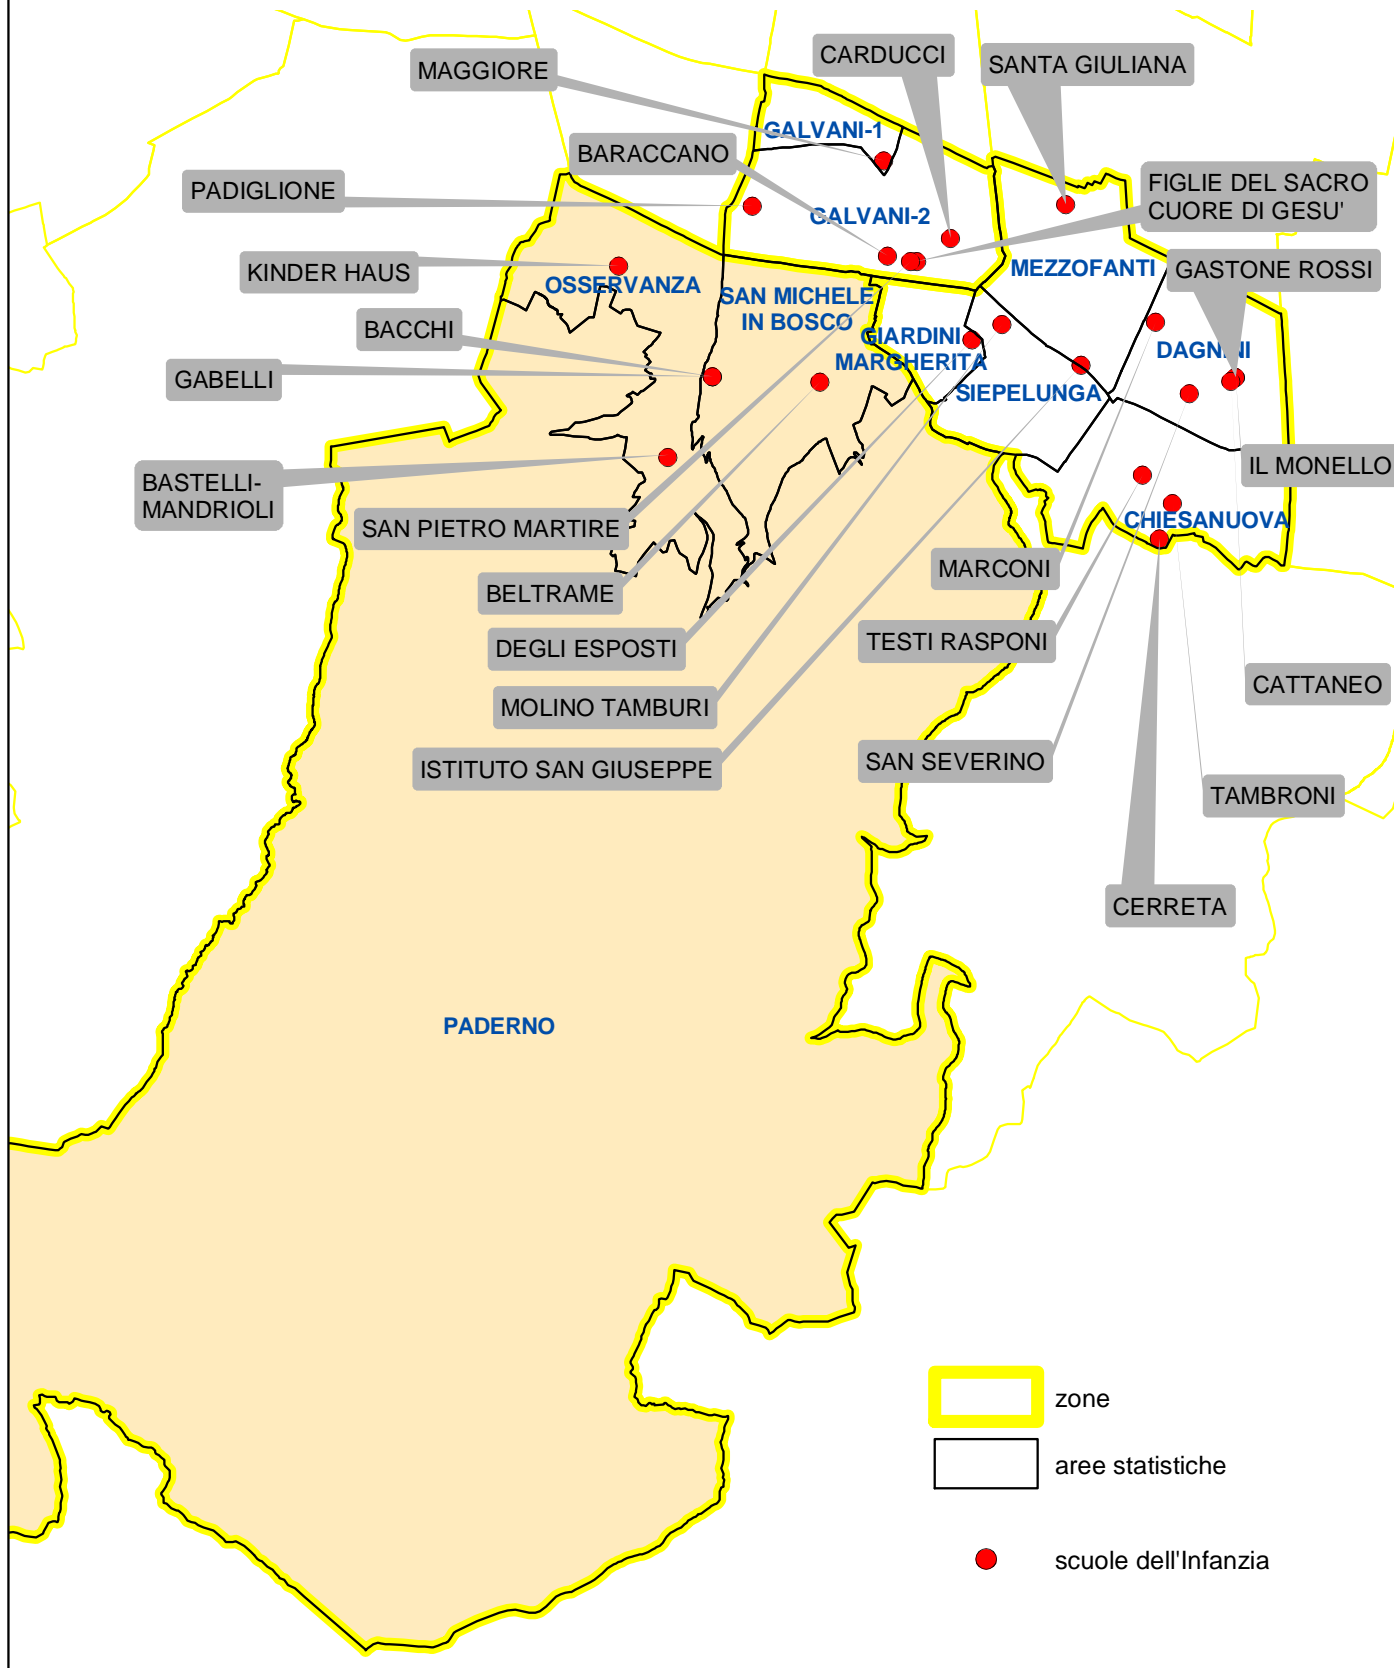 CARDUCCI
MAGGIORE
SANTA GIULIANA
GALVANI-1
BARACCANO
PADIGLIONE
FIGLIE DEL SACRO
CUORE DI GESU'
GALVANI-2
KINDER HAUS
OSSERVANZA
MEZZOFANTI
GASTONE ROSSI
SAN MICHELE
IN BOSCO
BACCHI
GIARDINI
MARGHERITA
DAGNINI
GABELLI
SIEPELUNGA
BASTELLI-
MANDRIOLI
IL MONELLO
SAN PIETRO MARTIRE
CHIESANUOVA
MARCONI
BELTRAME
DEGLI ESPOSTI
TESTI RASPONI
CATTANEO
MOLINO TAMBURI
ISTITUTO SAN GIUSEPPE
SAN SEVERINO
TAMBRONI
CERRETA
PADERNO
zone
aree statistiche
scuole dell'Infanzia